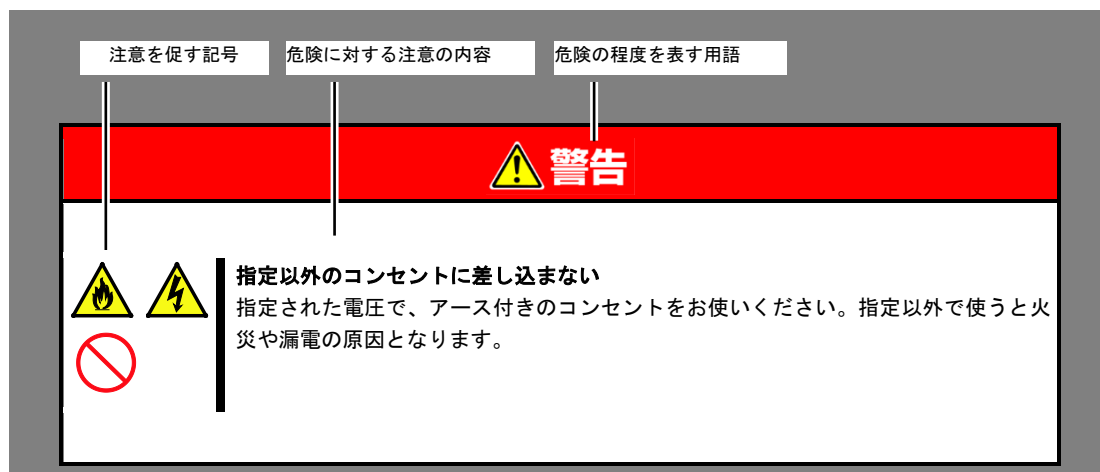 注意を促す記号
危険に対する注意の内容
危険の程度を表す用語
警告
指定以外のコンセントに差し込まない
指定された電圧で、アース付きのコンセントをお使いください。指定以外で使うと火
災や漏電の原因となります。